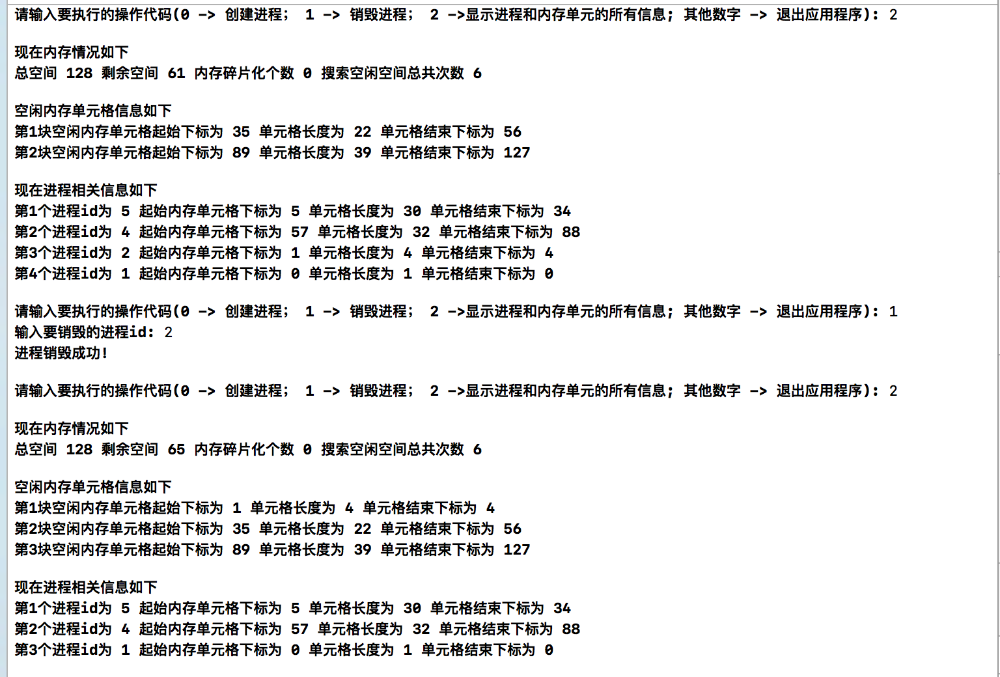 请输入要执行的操作代码(0 -> 创建进程; 1 -> 销毁进程; 2 ->显示进程和内存单元的所有信息; 其他数字 -> 退出应用程序): 2
现在内存情况如下
总空间 128 剩余空间 61 内存碎片化个数 0 搜索空闲空间总共次数 6
空闲内存单元格信息如下
第1块空闲内存单元格起始下标为 35 单元格长度为 22 单元格结束下标为 56
第2块空闲内存单元格起始下标为 89 单元格长度为 39 单元格结束下标为 127
现在进程相关信息如下
第1个进程id为 5 起始内存单元格下标为 5 单元格长度为 30 单元格结束下标为 34
第2个进程id为 4 起始内存单元格下标为 57 单元格长度为 32 单元格结束下标为 88
第3个进程id为 2 起始内存单元格下标为 1 单元格长度为 4 单元格结束下标为 4
第4个进程id为 1 起始内存单元格下标为 0 单元格长度为 1 单元格结束下标为 0
请输入要执行的操作代码(0 -> 创建进程; 1 -> 销毁进程; 2 ->显示进程和内存单元的所有信息; 其他数字 -> 退出应用程序): 1
输入要销毁的进程id: 2
进程销毁成功!
请输入要执行的操作代码(0 -> 创建进程; 1 -> 销毁进程; 2 ->显示进程和内存单元的所有信息; 其他数字 -> 退出应用程序): 2
现在内存情况如下
总空间 128 剩余空间 65 内存碎片化个数 0 搜索空闲空间总共次数 6
空闲内存单元格信息如下
第1块空闲内存单元格起始下标为 1 单元格长度为 4 单元格结束下标为 4
第2块空闲内存单元格起始下标为 35 单元格长度为 22 单元格结束下标为 56
第3块空闲内存单元格起始下标为 89 单元格长度为 39 单元格结束下标为 127
现在进程相关信息如下
第1个进程id为 5 起始内存单元格下标为 5 单元格长度为 30 单元格结束下标为 34
第2个进程id为 4 起始内存单元格下标为 57 单元格长度为 32 单元格结束下标为 88
第3个进程id为 1 起始内存单元格下标为 0 单元格长度为 1 单元格结束下标为 0